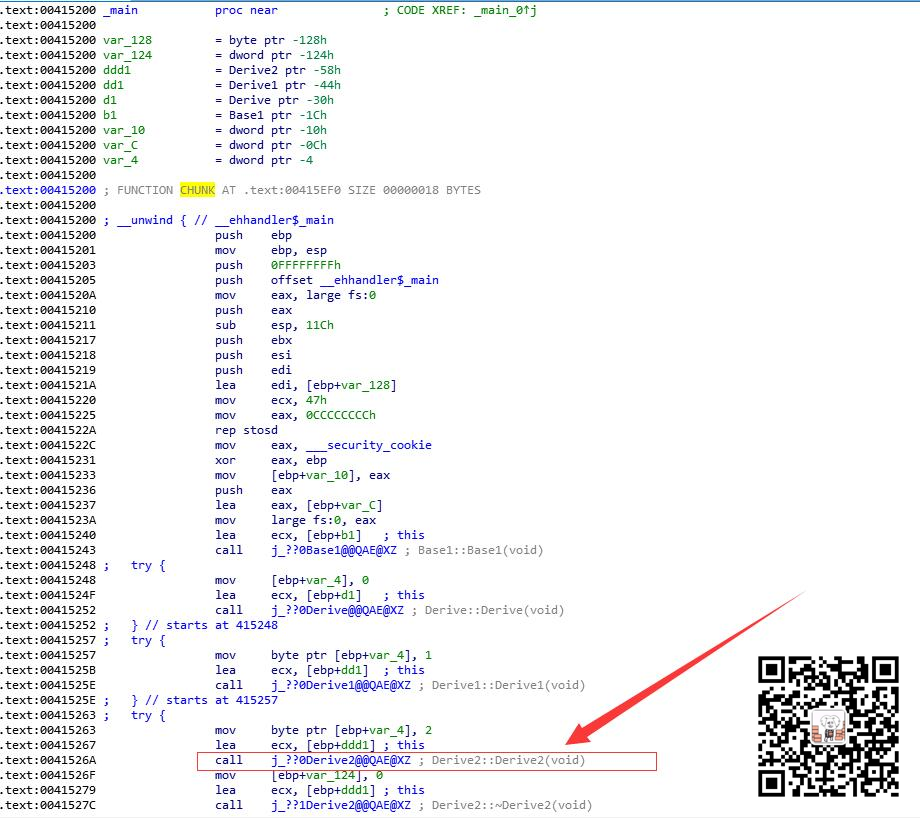 .text:00415200 _main proc near ; CODE XREF: _main_0↑j
.text:00415200
.text:00415200 var_128 = byte ptr -128h
.text:00415200 var_124 = dword ptr -124h
.text:00415200 ddd1 = Derive2 ptr -58h
.text:00415200 dd1 = Derive1 ptr -44h
.text:00415200 d1 = Derive ptr -30h
.text:00415200 b1 = Base1 ptr -1Ch
.text:00415200 var_10 = dword ptr -10h
.text:00415200 var_C = dword ptr -0Ch
.text:00415200 var_4 = dword ptr -4
.text:00415200
.text:00415200 ; FUNCTION CHUNK AT .text:00415EF0 SIZE 00000018 BYTES
.text:00415200
.text:00415200 ; __unwind { // __ehhandler$_main
.text:00415200 push ebp
.text:00415201 mov ebp, esp
.text:00415203 push 0FFFFFFFFh
.text:00415205 push offset __ehhandler$_main
.text:0041520A mov eax, large fs:0
.text:00415210 push eax
.text:00415211 sub esp, 11Ch
.text:00415217 push ebx
.text:00415218 push esi
.text:00415219 push edi
.text:0041521A lea edi, [ebp+var_128]
.text:00415220 mov ecx, 47h
.text:00415225 mov eax, 0CCCCCCCCh
.text:0041522A rep stosd
.text:0041522C mov eax, ___security_cookie
.text:00415231 xor eax, ebp
.text:00415233 mov [ebp+var_10], eax
.text:00415236 push eax
.text:00415237 lea eax, [ebp+var_C]
.text:0041523A mov large fs:0, eax
.text:00415240 lea ecx, [ebp+b1] ; this
.text:00415243 call j_??0Base1@@QAE@XZ ; Base1::Base1(void)
.text:00415248 ; try {
.text:00415248 mov [ebp+var_4], 0
.text:0041524F lea ecx, [ebp+d1] ; this
.text:00415252 call j_??0Derive@@QAE@XZ ; Derive::Derive(void)
.text:00415252 ; } // starts at 415248
.text:00415257 ; try {
.text:00415257 mov byte ptr [ebp+var_4], 1
.text:0041525B lea ecx, [ebp+dd1] ; this
.text:0041525E call j_??0Derive1@@QAE@XZ ; Derive1::Derive1(void)
.text:0041525E ; } // starts at 415257
.text:00415263 ; try {
.text:00415263 mov byte ptr [ebp+var_4], 2
.text:00415267 lea ecx, [ebp+ddd1] ; this
.text:0041526A call j_??0Derive2@@QAE@XZ ; Derive2::Derive2(void)
.text:0041526F mov [ebp+var_124], 0
.text:00415279 lea ecx, [ebp+ddd1] ; this
.text:0041527C call j_??1Derive2@@QAE@XZ ; Derive2::~Derive2(void)